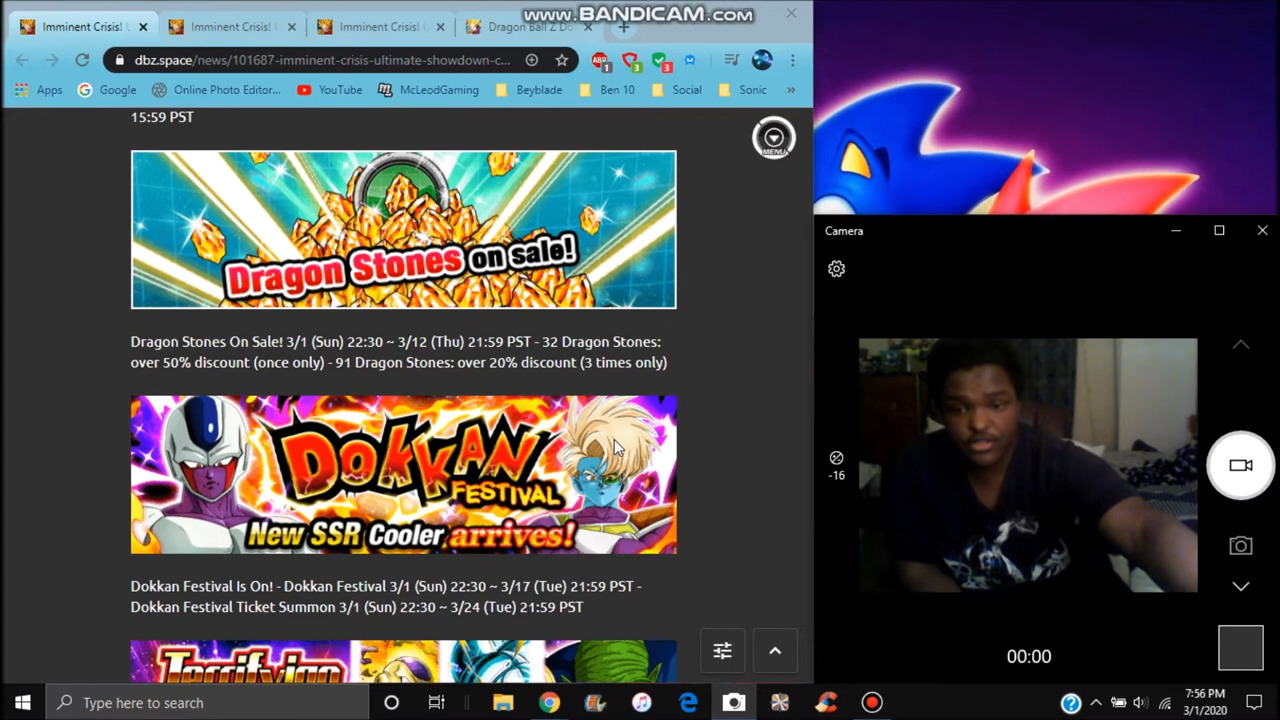 www.BANDICAM.com
Imminent Crisis! U
Imminent Crisis! U
Imminent Crisis! U
Dragon Ball Z Do
dbz.space/news/101687-imminent-crisis-ultimate-showdown-c...
1
3
3
Apps
Google
Online Photo Editor...
YouTube
McLeodGaming
Beyblade
Ben 10
Social
Sonic
»
15:59 PST
MENU
Dragon Stones on sale!
Dragon Stones On Sale! 3/1 (Sun) 22:30 ~ 3/12 (Thu) 21:59 PST - 32 Dragon Stones:
over 50% discount (once only) - 91 Dragon Stones: over 20% discount (3 times only)
DOKKAN
FESTIVAL
New SSR Cooler arrives!
Dokkan Festival Is On! - Dokkan Festival 3/1 (Sun) 22:30 ~ 3/17 (Tue) 21:59 PST -
Dokkan Festival Ticket Summon 3/1 (Sun) 22:30 ~ 3/24 (Tue) 21:59 PST
Terrifying
Camera
-16
00:00
Type here to search
7:56 PM
3/1/2020